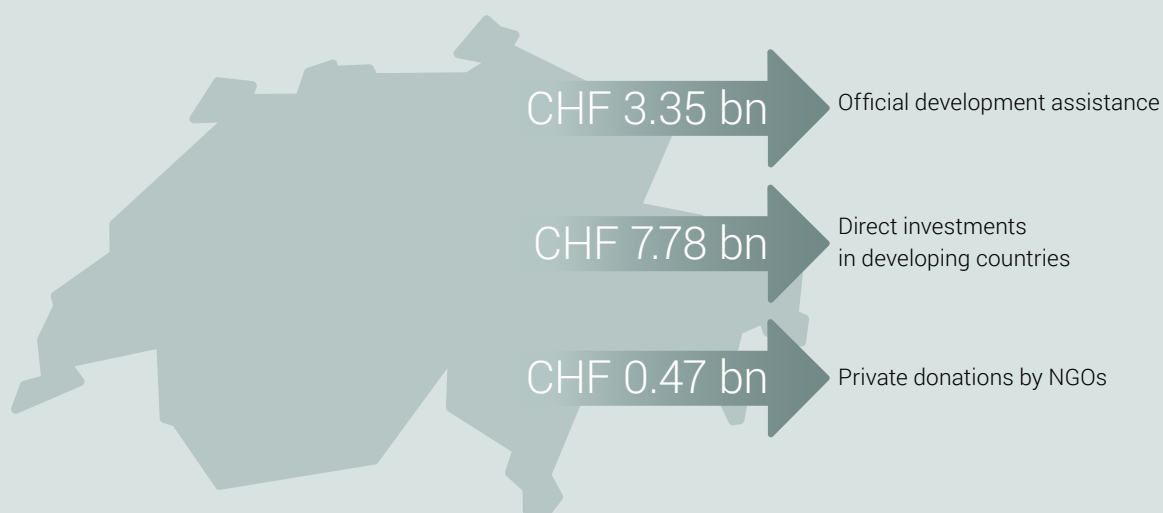 CHF 3.35 bn
Official development assistance
CHF 7.78 bn
Direct investments
in developing countries
CHF 0.47 bn
Private donations by NGOs